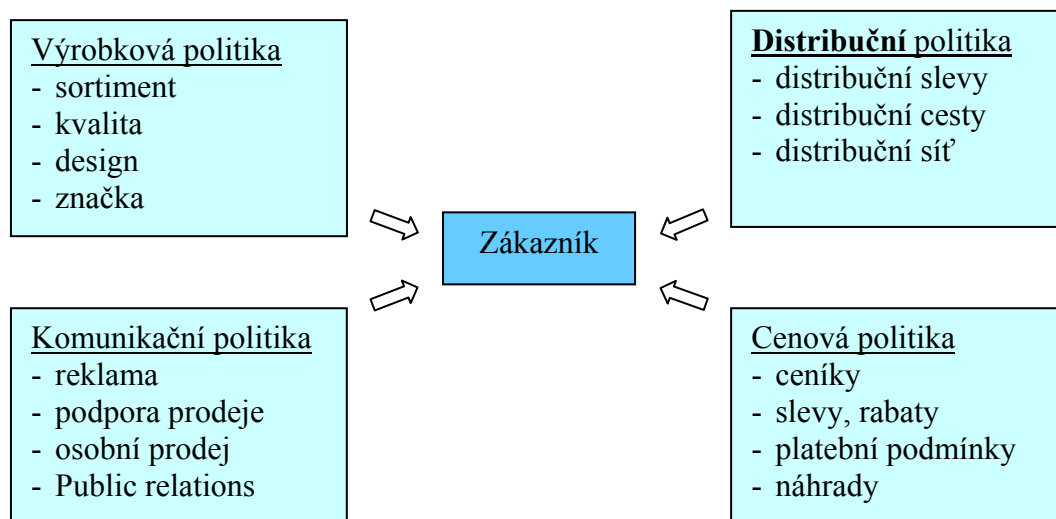 Výrobková politika
- sortiment
- kvalita
- design
- značka
Distribuční politika
- distribuční slevy
- distribuční cesty
- distribuční síť
Zákazník
Komunikační politika
- reklama
- podpora prodeje
- osobní prodej
- Public relations
Cenová politika
- ceníky
- slevy, rabaty
- platební podmínky
- náhrady